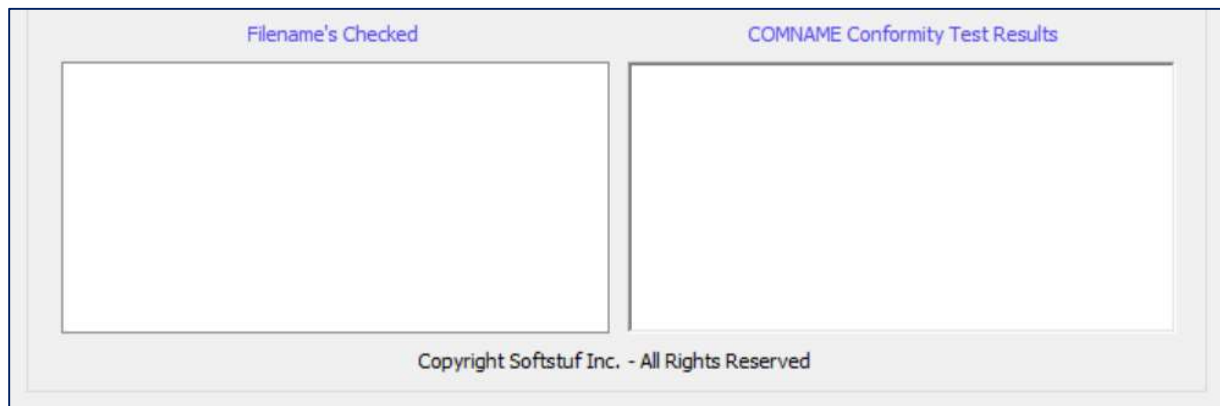 Filename's Checked
COMNAME Conformity Test Results
Copyright Softstuf Inc. - All Rights Reserved